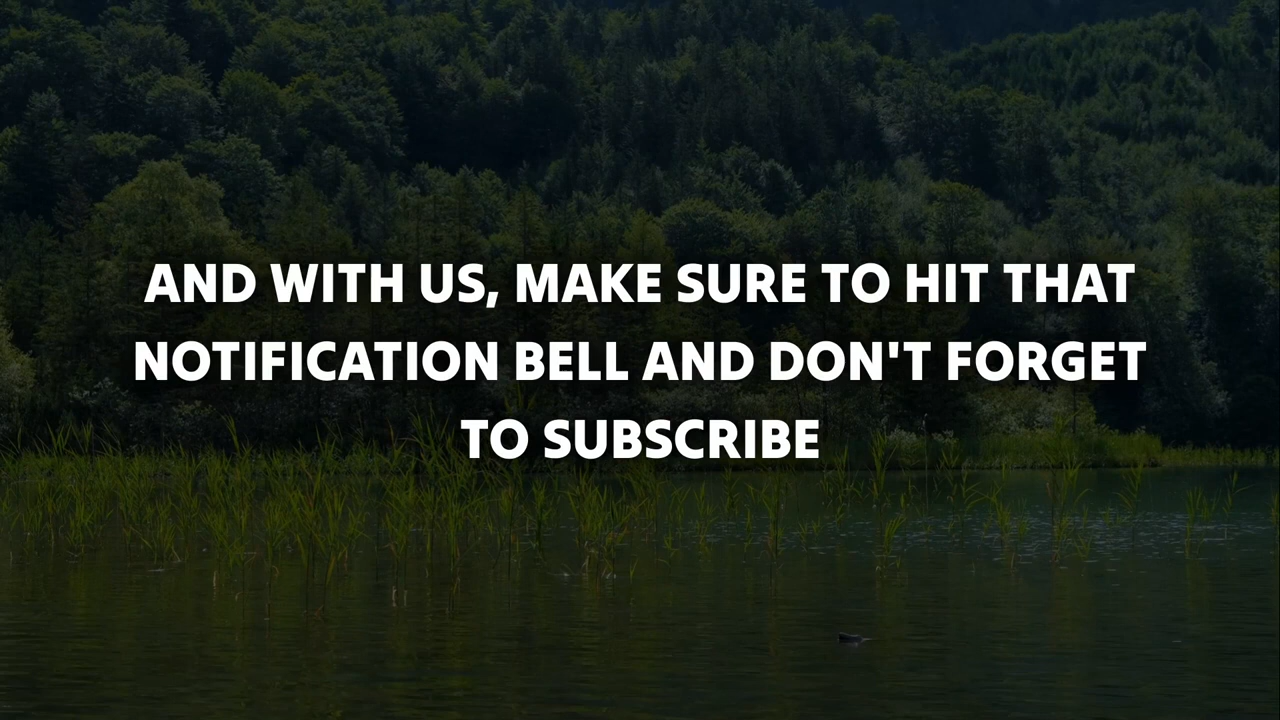 AND WITH US, MAKE SURE TO HIT THAT
NOTIFICATION BELL AND DON'T FORGET
TO SUBSCRIBE